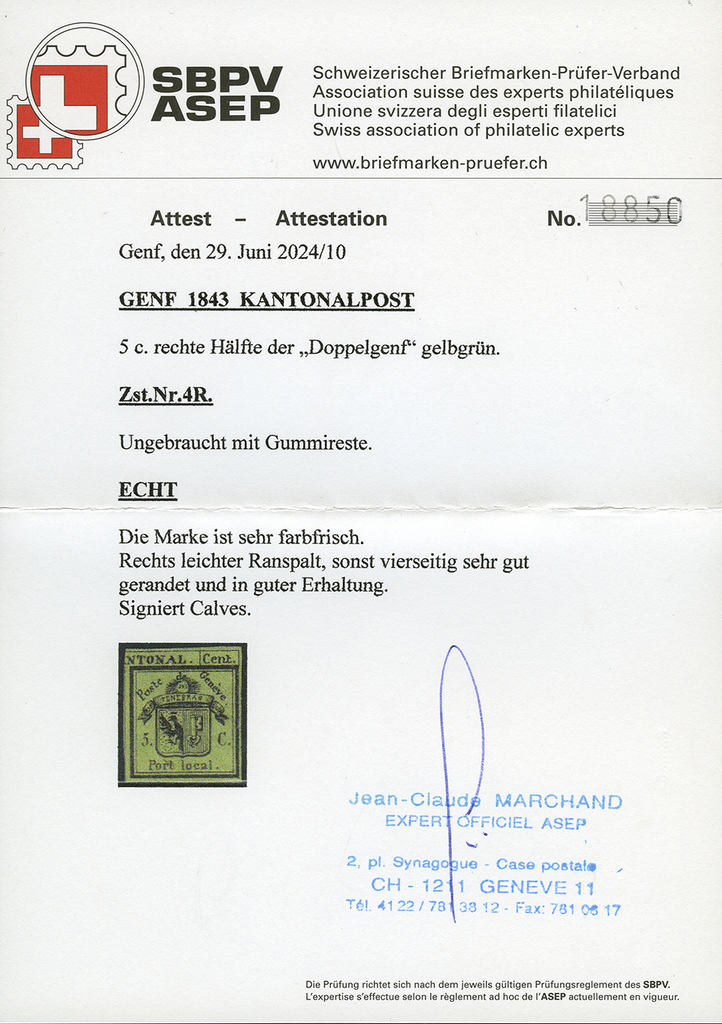 SBPV
ASEP
Schweizerischer Briefmarken-Prüfer-Verband
Association suisse des experts philatéliques
Unione svizzera degli esperti filatelici
Swiss association of philatelic experts
www.briefmarken-pruefer.ch
Attest – Attestation No. 18850
Genf, den 29. Juni 2024/10
GENF 1843 KANTONALPOST
5 c. rechte Hälfte der „Doppelgenf“ gelbgrün.
Zst.Nr.4R.
Ungebraucht mit Gummireste.
ECHT
Die Marke ist sehr farbfrisch.
Rechts leichter Ranspalt, sonst vierseitig sehr gut
gerandet und in guter Erhaltung.
Signiert Calves.
NTONAL. Cent.
Poste de Genève
5. C.
Port local.
Jean-Claude MARCHAND
EXPERT OFFICIEL ASEP
2, pl. Synagogue - Case postale
CH - 1211 GENEVE 11
Tél. 4122 / 781 38 12 - Fax: 781 06 17
Die Prüfung richtet sich nach dem jeweils gültigen Prüfungsreglement des SBPV.
L'expertise s'effectue selon le règlement ad hoc de l'ASEP actuellement en vigueur.